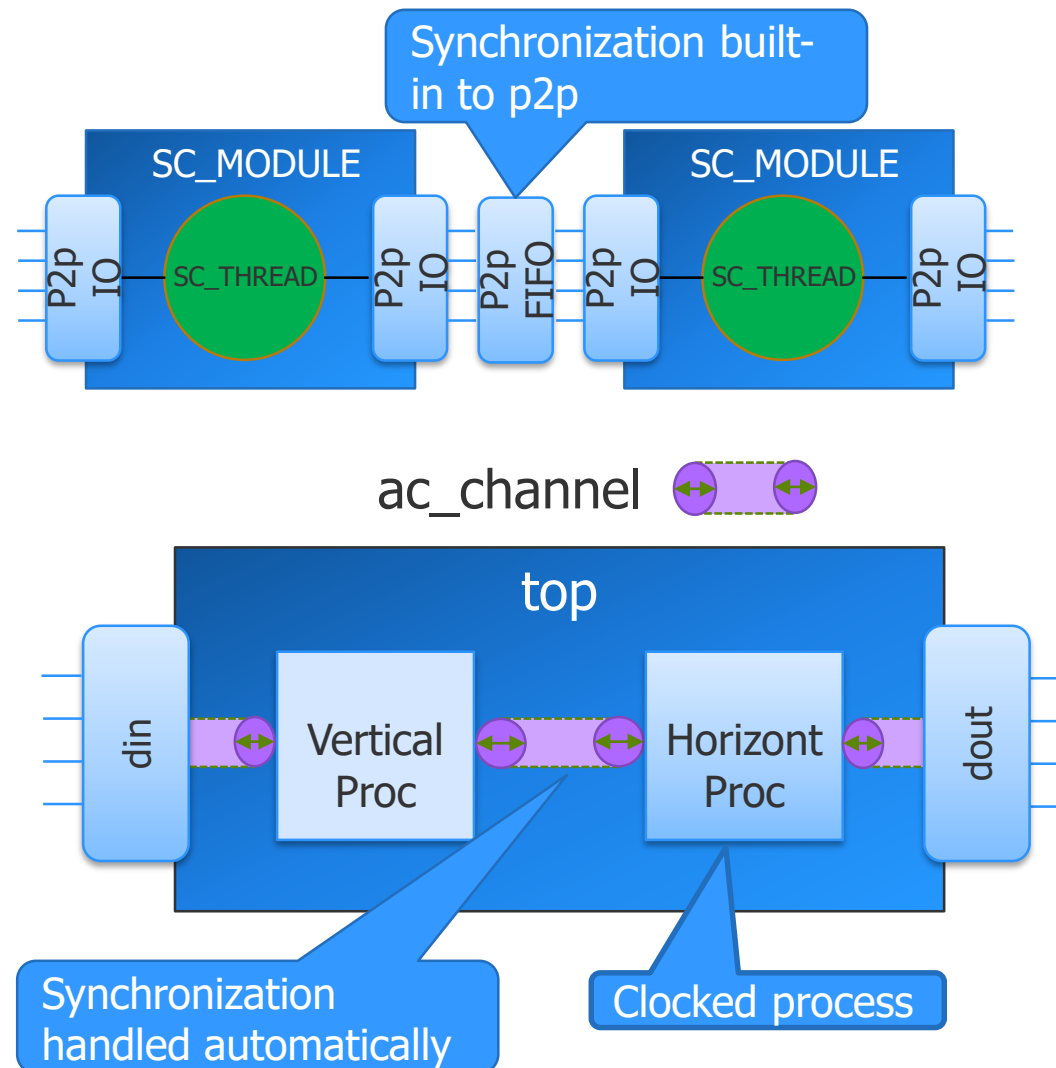 Synchronization built-
in to p2p
SC_MODULE
SC_MODULE
P2p
IO
SC_THREAD
P2p
IO
P2p
FIFO
P2p
IO
SC_THREAD
P2p
IO
ac_channel
top
din
Vertical
Proc
Horizont
Proc
dout
Synchronization
handled automatically
Clocked process